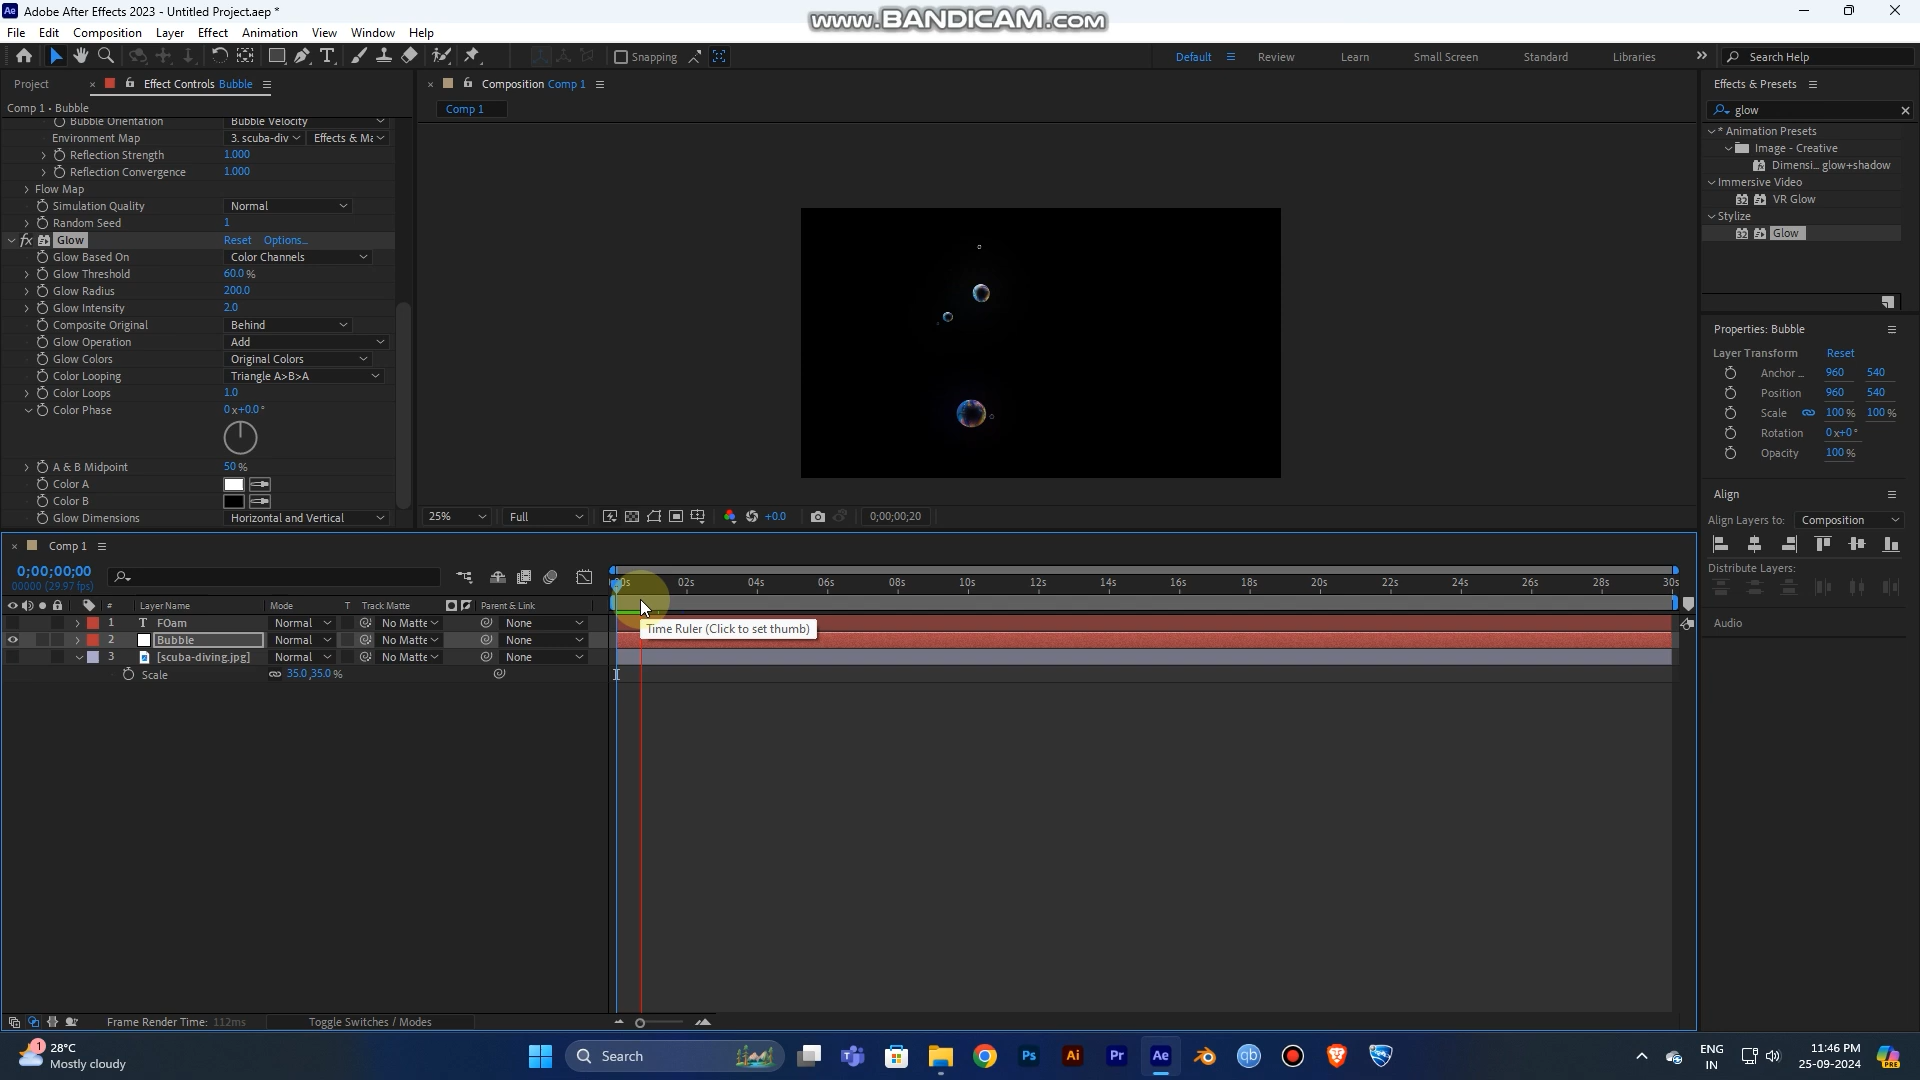 Adobe After Effects 2023 - Untitled Project.aep *
www.BANDICAM.com
File Edit Composition Layer Effect Animation View Window Help
Snapping
Default Review Learn Small Screen Standard Libraries Search Help
Project Effect Controls Bubble
Comp 1 • Bubble
Bubble Orientation Bubble Velocity
Environment Map 3. scuba-div Effects & Ma
Reflection Strength 1.000
Reflection Convergence 1.000
Flow Map
Simulation Quality Normal
Random Seed 1
fx Glow Reset Options...
Glow Based On Color Channels
Glow Threshold 60.0 %
Glow Radius 200.0
Glow Intensity 2.0
Composite Original Behind
Glow Operation Add
Glow Colors Original Colors
Color Looping Triangle A>B>A
Color Loops 1.0
Color Phase 0x+0.0°
A & B Midpoint 50 %
Color A
Color B
Glow Dimensions Horizontal and Vertical
Composition Comp 1
Comp 1
25% Full +0.0 0;00;00;20
Effects & Presets
glow
* Animation Presets
Image - Creative
Dimensi... glow+shadow
Immersive Video
32 VR Glow
Stylize
32 Glow
Properties: Bubble
Layer Transform Reset
Anchor ... 960 540
Position 960 540
Scale 100 % 100 %
Rotation 0x+0°
Opacity 100 %
Align
Align Layers to: Composition
Distribute Layers:
Audio
Comp 1
0;00;00;00
00000 (29.97 fps)
:00s 02s 04s 06s 08s 10s 12s 14s 16s 18s 20s 22s 24s 26s 28s 30s
# Layer Name Mode T Track Matte Parent & Link
1 T FOam Normal No Matte None
2 Bubble Normal No Matte None
3 [scuba-diving.jpg] Normal No Matte None
Scale 35.0,35.0 %
Time Ruler (Click to set thumb)
Frame Render Time: 112ms Toggle Switches / Modes
1 28°C
Mostly cloudy
Search
Ps Ai Pr Ae qb
ENG
IN
11:46 PM
25-09-2024
PRE